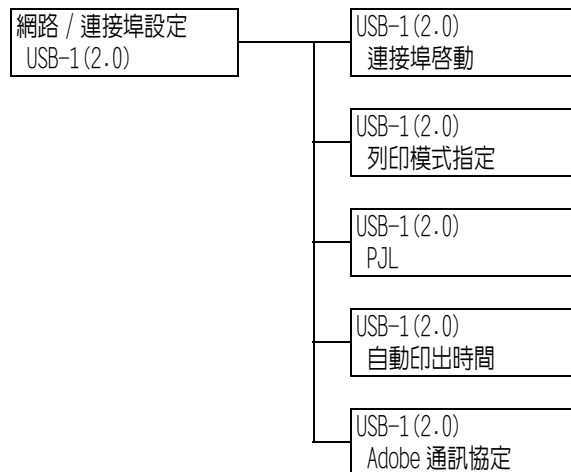 網路 / 連接埠設定
USB-1(2.0)
USB-1(2.0)
連接埠啓動
USB-1(2.0)
列印模式指定
USB-1(2.0)
PJL
USB-1(2.0)
自動印出時間
USB-1(2.0)
Adobe 通訊協定